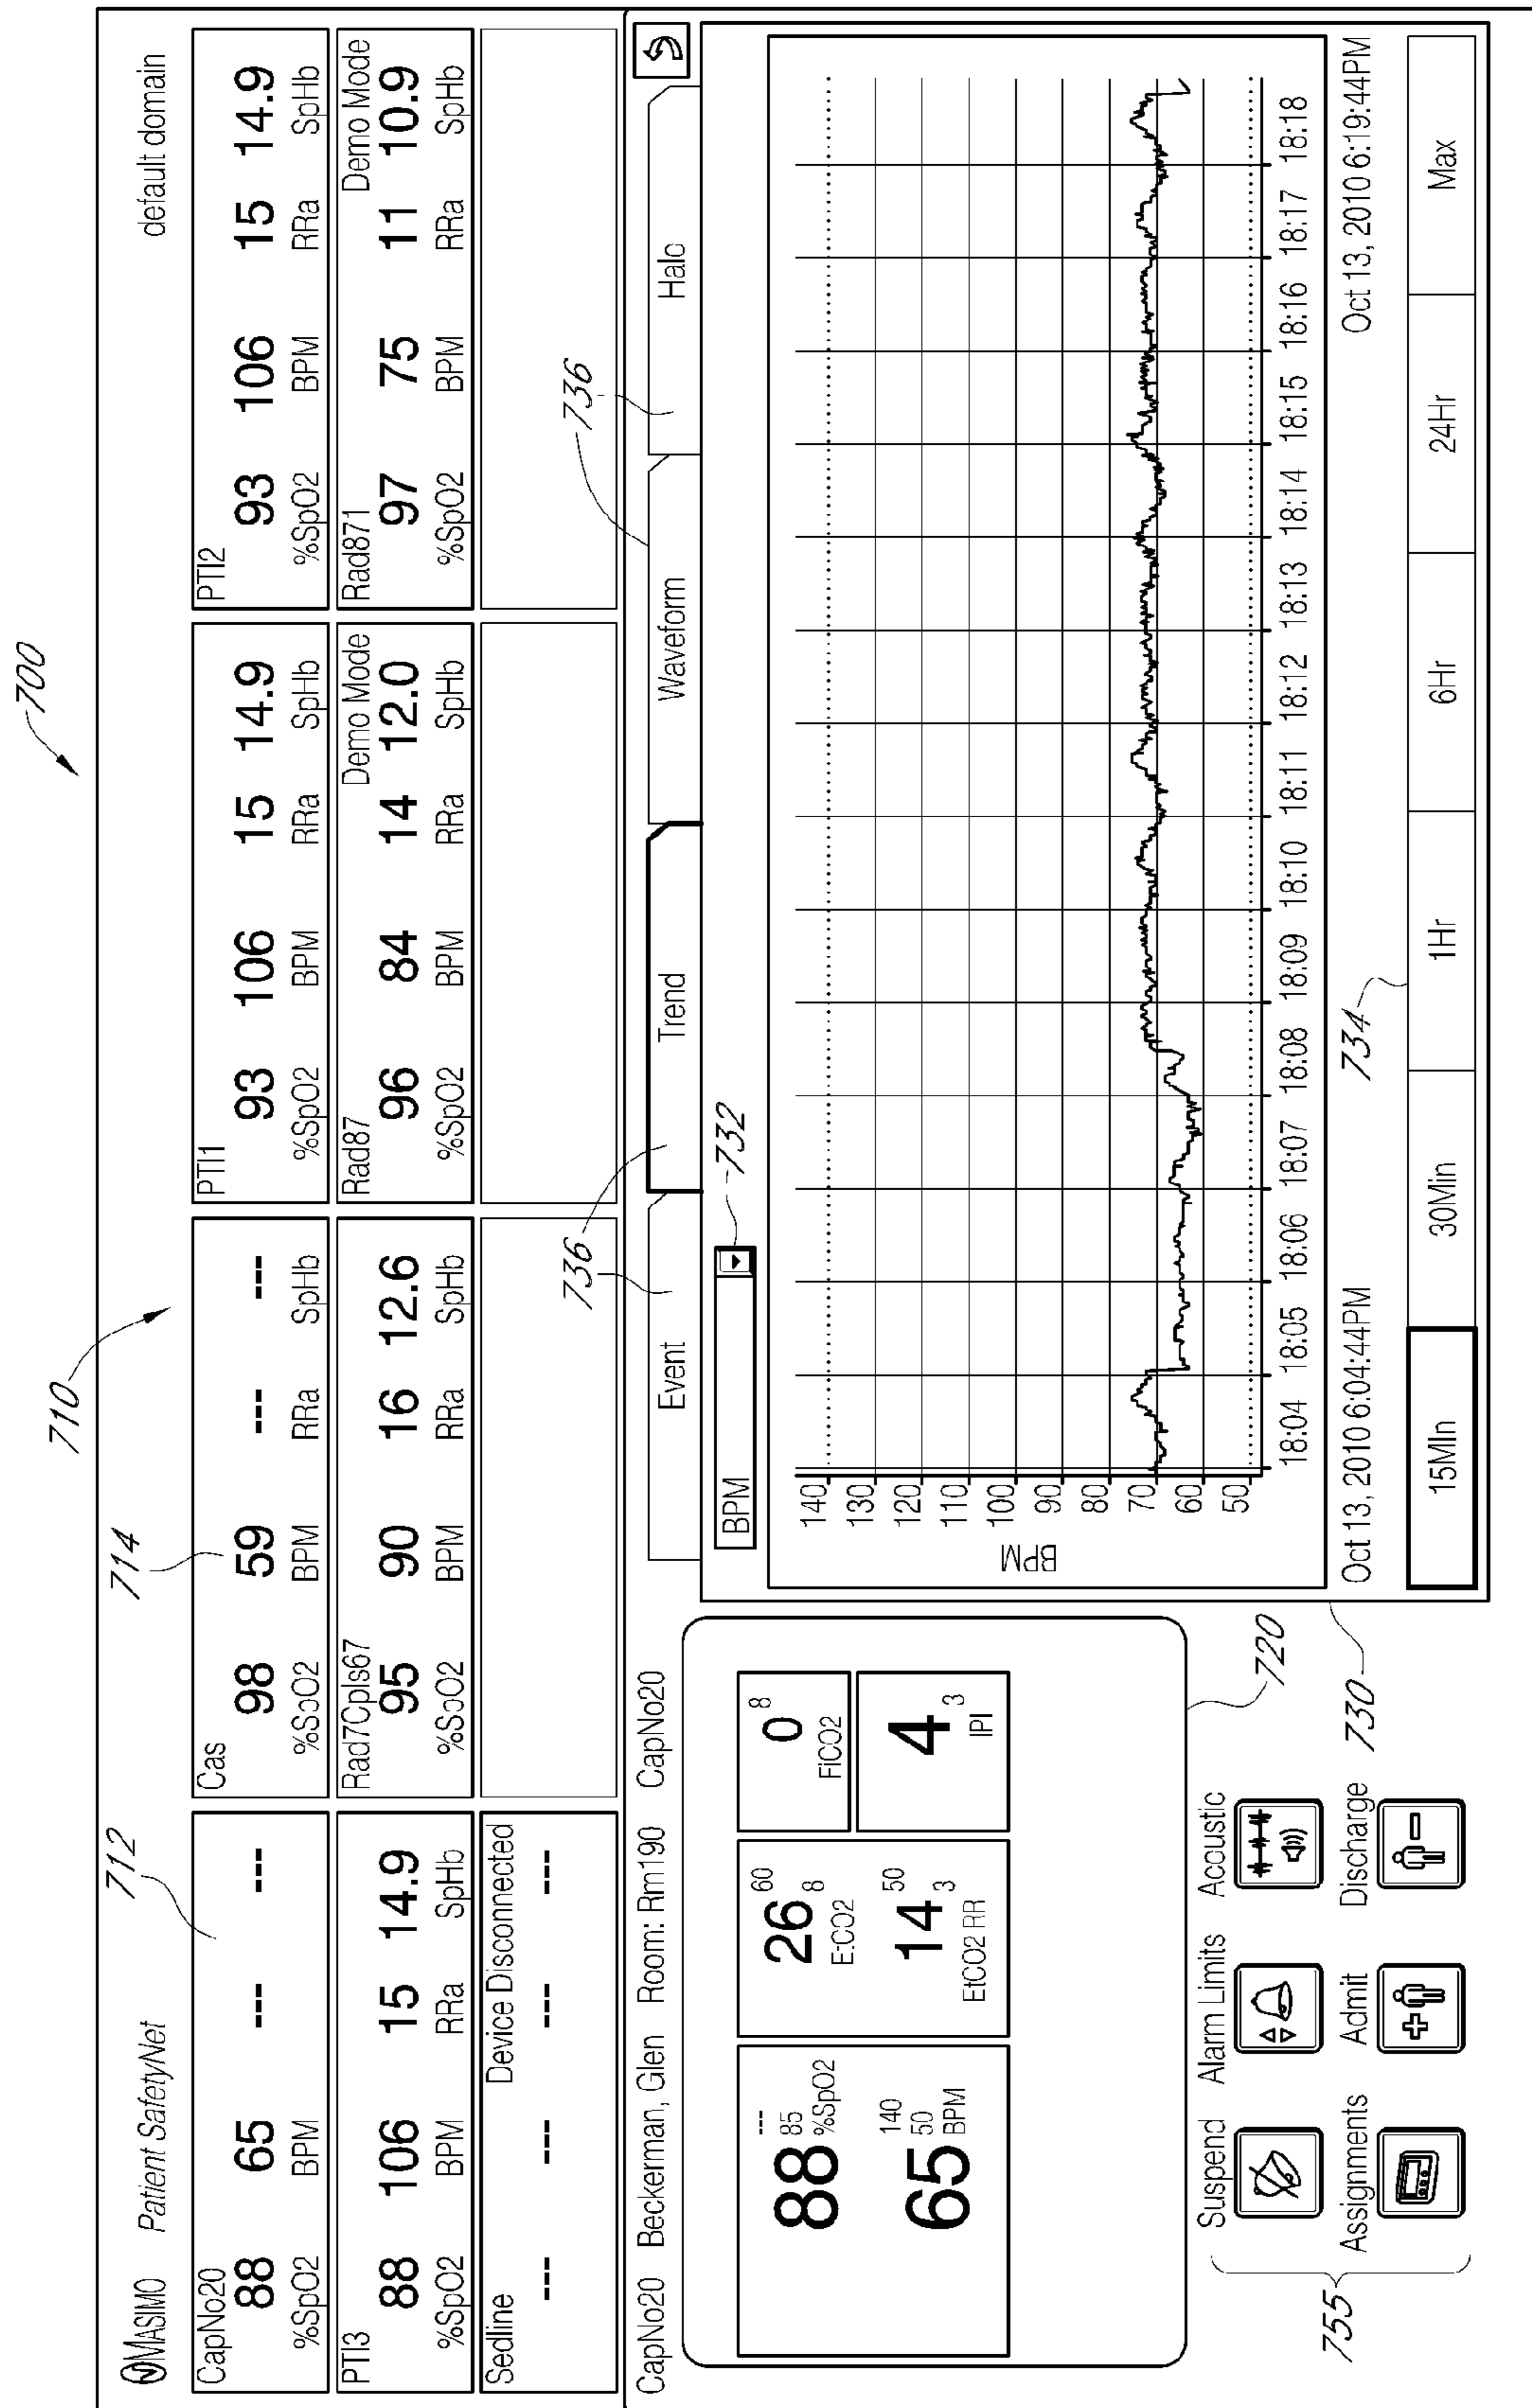 700
710
MASIMO Patient SafetyNet
default domain
712
714
CapNo20
88 65 --- ---
%SpO2 BPM
Cas
98 59 --- ---
%SpO2 BPM RRa SpHb
PTI1
93 106 15 14.9
%SpO2 BPM RRa SpHb
PTI2
93 106 15 14.9
%SpO2 BPM RRa SpHb
PTI3
88 106 15 14.9
%SpO2 BPM RRa SpHb
Rad7Cpls67
95 90 16 12.6
%SpO2 BPM RRa SpHb
Rad87 Demo Mode
96 84 14 12.0
%SpO2 BPM RRa SpHb
Rad871 Demo Mode
97 75 11 10.9
%SpO2 BPM RRa SpHb
Sedline Device Disconnected
--- --- --- ---
736
736
CapNo20 Beckerman, Glen Room: Rm190 CapNo20
88 --- 85 %SpO2
65 140 50 BPM
26 60 8 EtCO2
14 50 3 EtCO2 RR
0 8 FiCO2
4 3 IPI
720
Suspend Alarm Limits Accoustic
Assignments Admit Discharge
755
730
Event Trend Waveform Halo
BPM
732
BPM
140
130
120
110
100
90
80
70
60
50
18:04 18:05 18:06 18:07 18:08 18:09 18:10 18:11 18:12 18:13 18:14 18:15 18:16 18:17 18:18
Oct 13, 2010 6:04:44PM
734
Oct 13, 2010 6:19:44PM
15MIn 30Min 1Hr 6Hr 24Hr Max